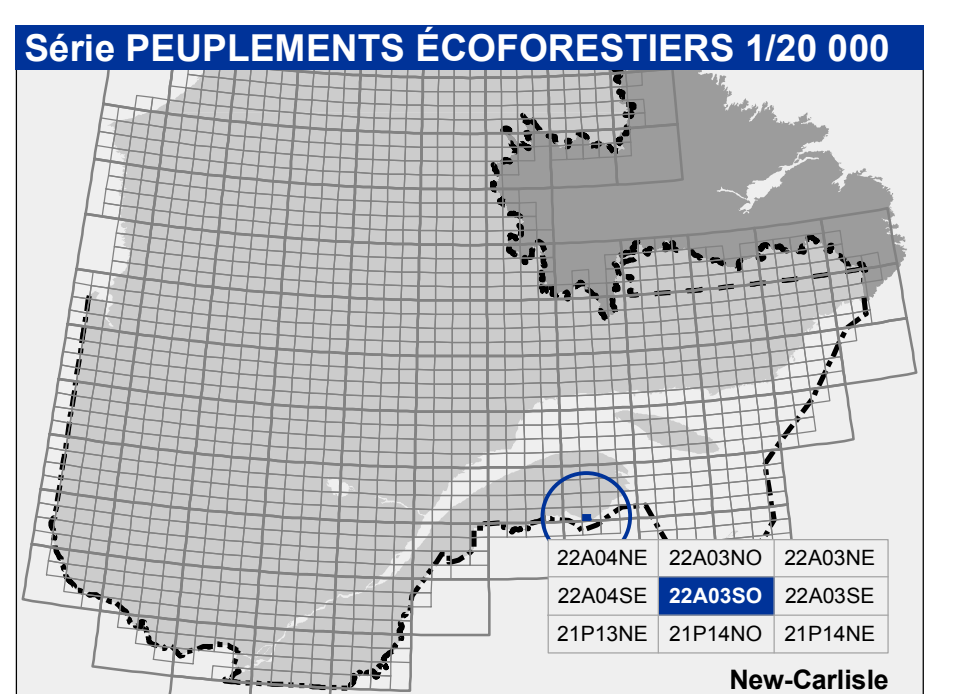 Série PEUPLEMENTS ÉCOFORESTIERS 1/20 000
22A04NE 22A03NO 22A03NE
22A04SE 22A03SO 22A03SE
21P13NE 21P14NO 21P14NE
New-Carlisle